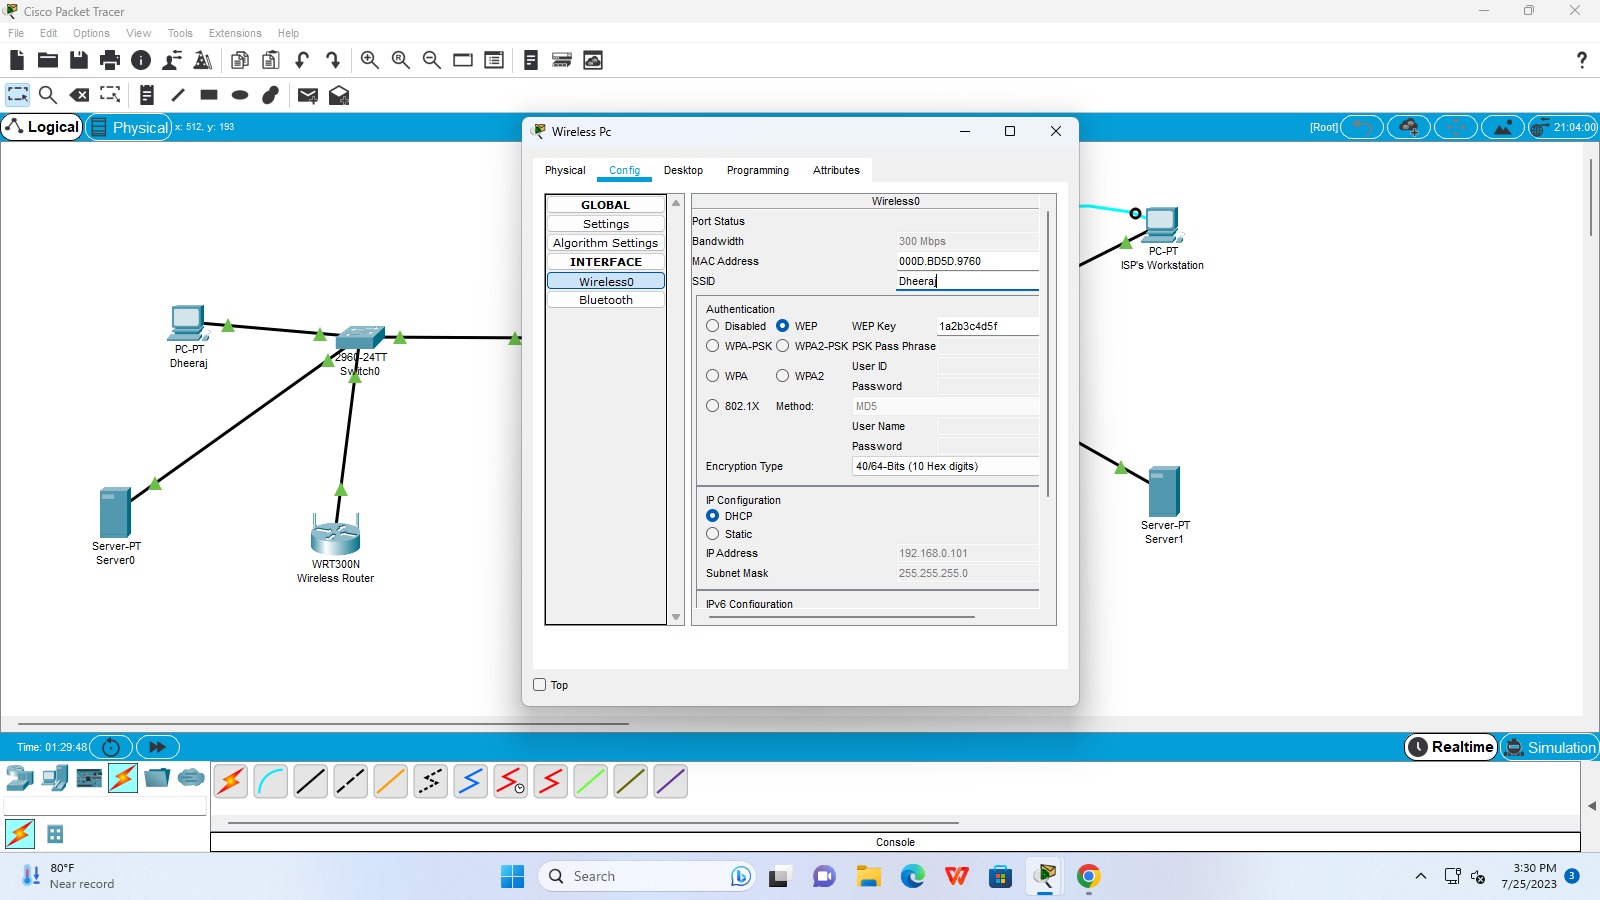 Cisco Packet Tracer
File Edit Options View Tools Extensions Help
Logical Physical x: 512, y: 193 [Root] 21:04:00
Wireless Pc
Physical Config Desktop Programming Attributes
GLOBAL
Settings
Algorithm Settings
INTERFACE
Wireless0
Bluetooth
Wireless0
Port Status
Bandwidth 300 Mbps
MAC Address 000D.BD5D.9760
SSID Dheeraj
Authentication
Disabled WEP WEP Key 1a2b3c4d5f
WPA-PSK WPA2-PSK PSK Pass Phrase
User ID
WPA WPA2
Password
802.1X Method: MD5
User Name
Password
Encryption Type 40/64-Bits (10 Hex digits)
IP Configuration
DHCP
Static
IP Address 192.168.0.101
Subnet Mask 255.255.255.0
IPv6 Configuration
Top
PC-PT
Dheeraj
2960-24TT
Switch0
Server-PT
Server0
WRT300N
Wireless Router
PC-PT
ISP's Workstation
Server-PT
Server1
Time: 01:29:48 Realtime Simulation
Console
80°F
Near record
Search
3:30 PM
7/25/2023
3